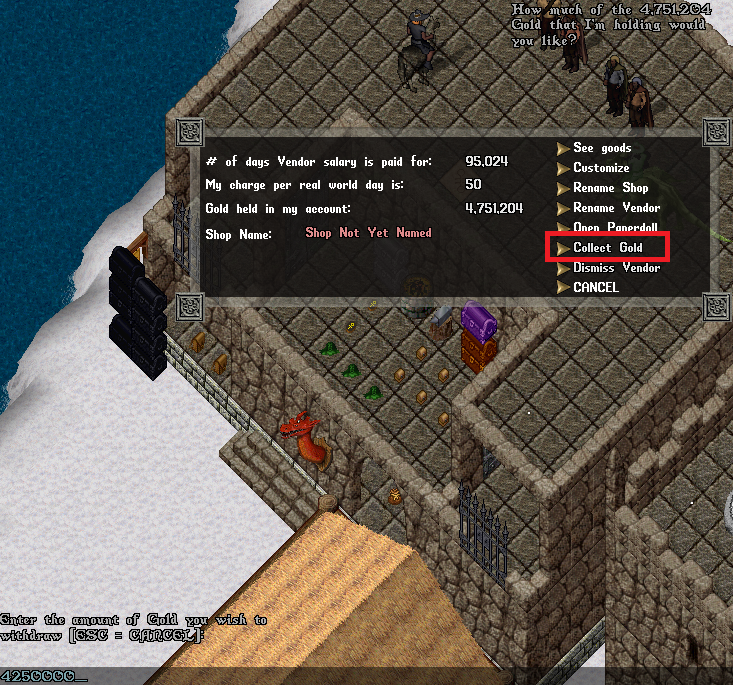 How much of the 4,751,204
Gold that I'm holding would
you like?
# of days Vendor salary is paid for: 95.024
My charge per real world day is: 50
Gold held in my account: 4,751,204
Shop Name: Shop Not Yet Named
See goods
Customize
Rename Shop
Rename Vendor
Open Paperdoll
Collect Gold
Dismiss Vendor
CANCEL
Enter the amount of Gold you wish to
withdraw [ESC = CANCEL]:
4250000_